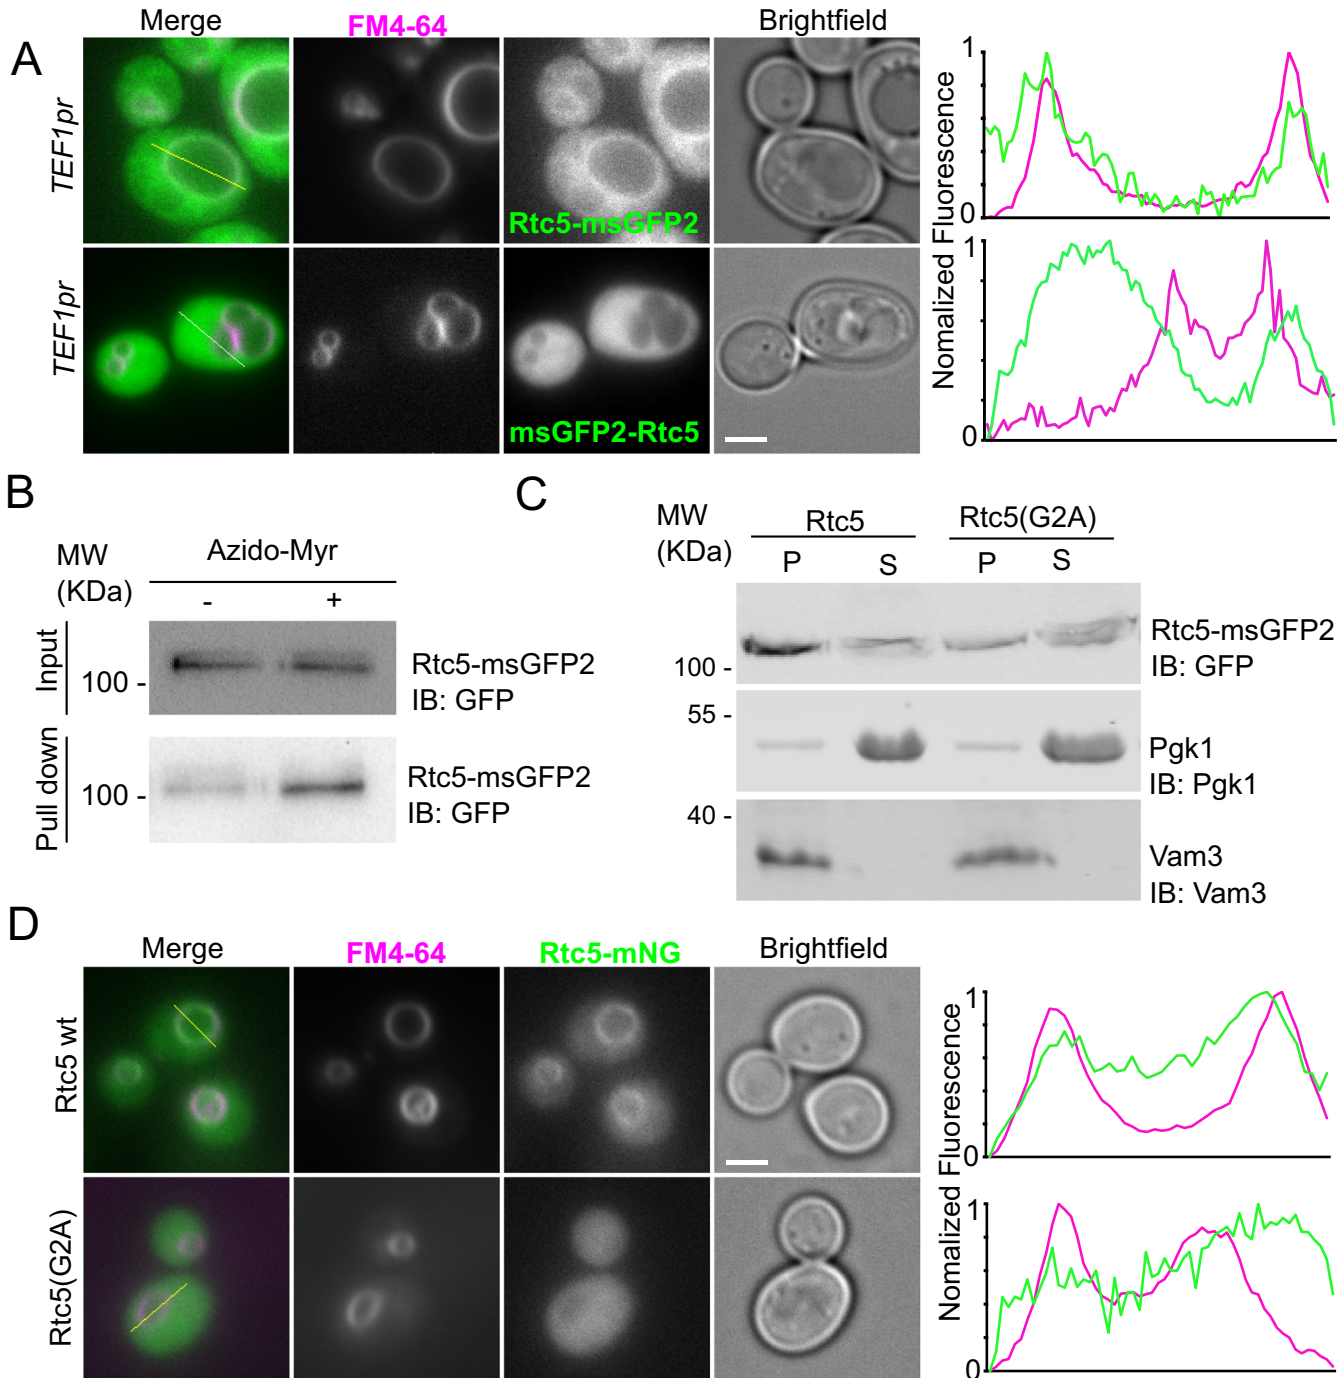 A
Merge
FM4-64
Brightfield
TEF1pr
Rtc5-msGFP2
TEF1pr
msGFP2-Rtc5
Nomalized Fluorescence
1
0
1
0
B
MW
(KDa)
Azido-Myr
-
+
Input
100 -
Rtc5-msGFP2
IB: GFP
Pull down
100 -
Rtc5-msGFP2
IB: GFP
C
MW
(KDa)
Rtc5
Rtc5(G2A)
P
S
P
S
100 -
Rtc5-msGFP2
IB: GFP
55 -
Pgk1
IB: Pgk1
40 -
Vam3
IB: Vam3
D
Merge
FM4-64
Rtc5-mNG
Brightfield
Rtc5 wt
Rtc5(G2A)
Nomalized Fluorescence
1
0
1
0